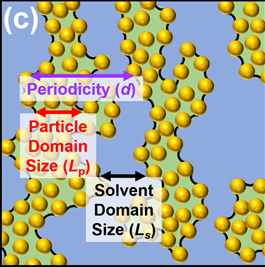 (c)
Periodicity (d)
Particle
Domain
Size (Lp)
Solvent
Domain
Size (Ls)